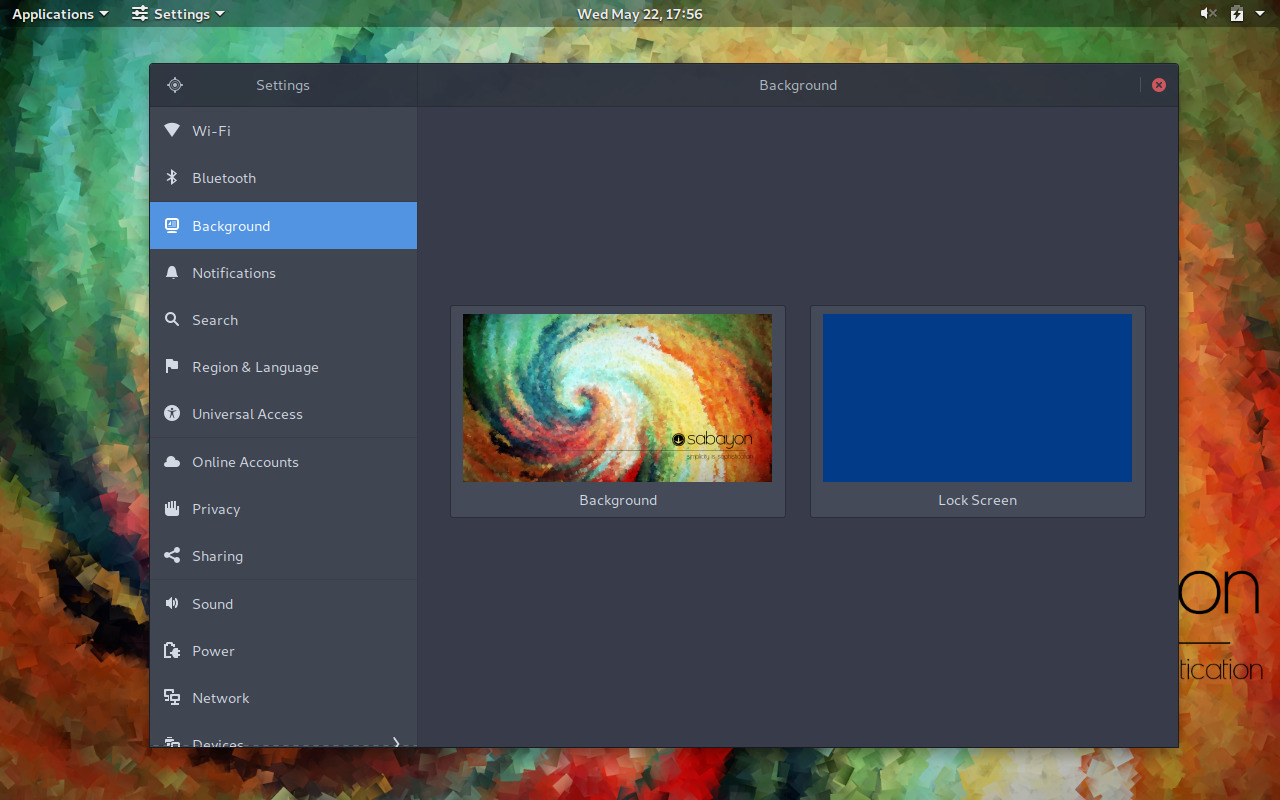 Applications Settings Wed May 22, 17:56
Settings Background
Wi-Fi
Bluetooth
Background
Notifications
Search
Region & Language
Universal Access
Online Accounts
Privacy
Sharing
Sound
Power
Network
Devices
sabayon
simplicity is sophistication
Background
Lock Screen
on
tication